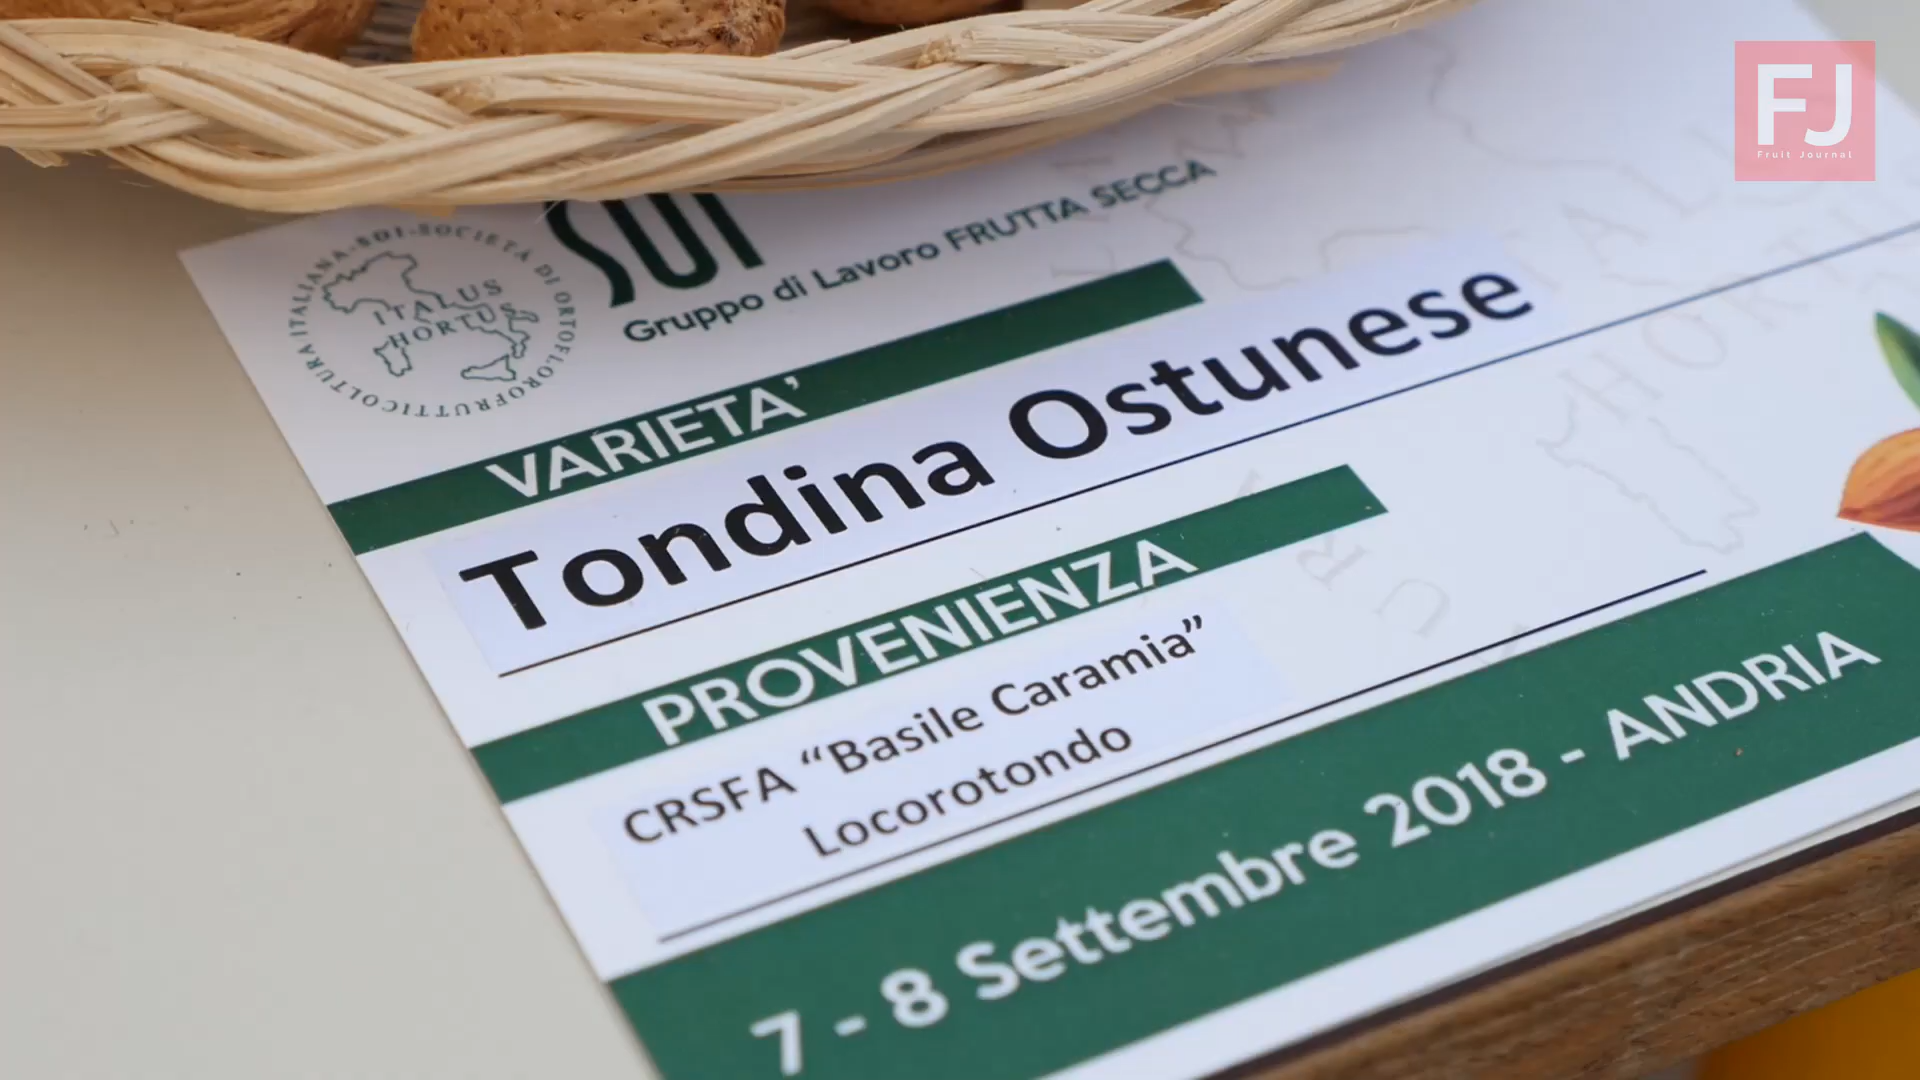 FJ
Fruit Journal
SOI
Gruppo di Lavoro FRUTTA SECCA
ITALIANA·SOI·SOCIETÀ DI ORTOFLOROFRUTTICOLTURA
ITALUS
HORTUS
VARIETA'
Tondina Ostunese
PROVENIENZA
CRSFA “Basile Caramia”
Locorotondo
7 - 8 Settembre 2018 - ANDRIA